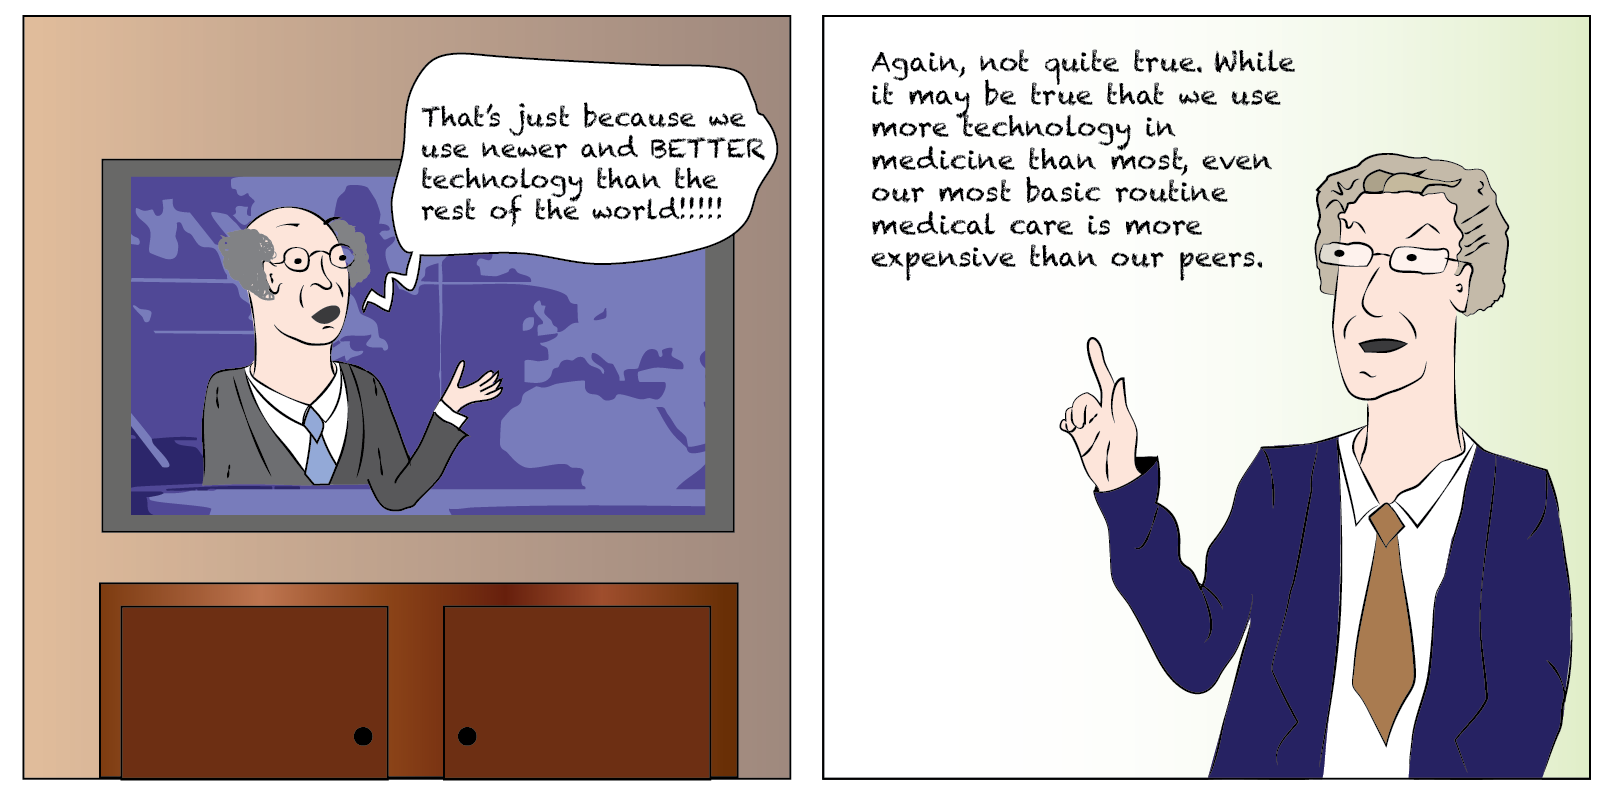 That's just because we
use newer and BETTER
technology than the
rest of the world!!!!!
Again, not quite true. While
it may be true that we use
more technology in
medicine than most, even
our most basic routine
medical care is more
expensive than our peers.